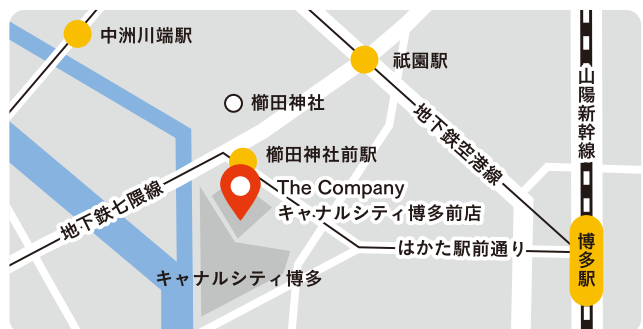 中洲川端駅
祇園駅
櫛田神社
山陽新幹線
地下鉄空港線
櫛田神社前駅
The Company
キャナルシティ博多前店
地下鉄七隈線
はかた駅前通り
博多駅
キャナルシティ博多